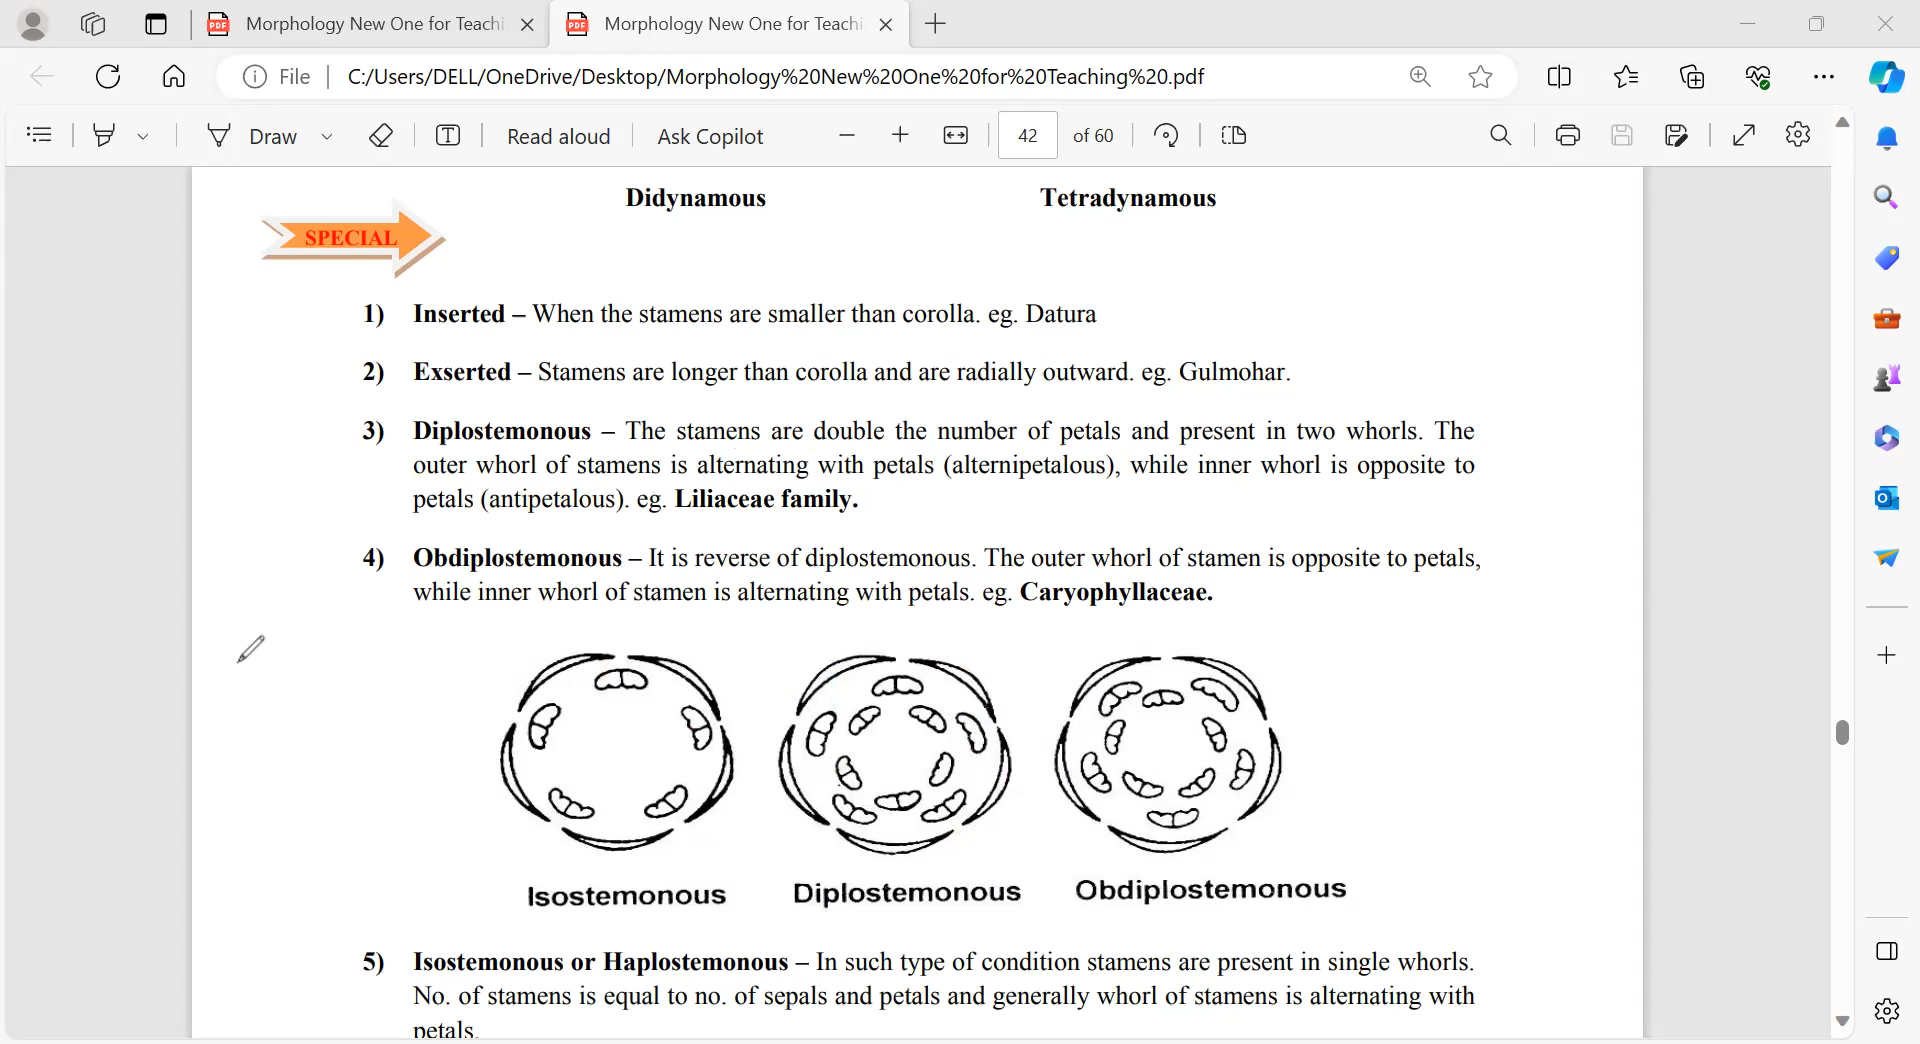 Morphology New One for Teachi
Morphology New One for Teachi
File
C:/Users/DELL/OneDrive/Desktop/Morphology%20New%20One%20for%20Teaching%20.pdf
Draw
Read aloud
Ask Copilot
42
of 60
Didynamous Tetradynamous
SPECIAL
1) Inserted – When the stamens are smaller than corolla. eg. Datura
2) Exserted – Stamens are longer than corolla and are radially outward. eg. Gulmohar.
3) Diplostemonous – The stamens are double the number of petals and present in two whorls. The
outer whorl of stamens is alternating with petals (alternipetalous), while inner whorl is opposite to
petals (antipetalous). eg. Liliaceae family.
4) Obdiplostemonous – It is reverse of diplostemonous. The outer whorl of stamen is opposite to petals,
while inner whorl of stamen is alternating with petals. eg. Caryophyllaceae.
Isostemonous Diplostemonous Obdiplostemonous
5) Isostemonous or Haplostemonous – In such type of condition stamens are present in single whorls.
No. of stamens is equal to no. of sepals and petals and generally whorl of stamens is alternating with
petals.